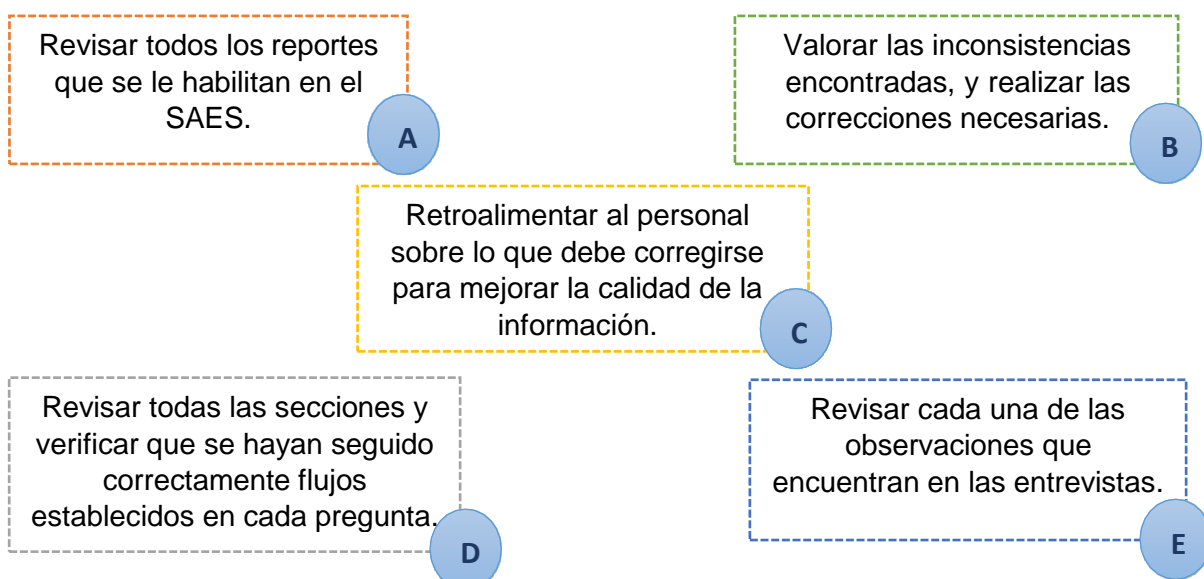 Revisar todos los reportes
que se le habilitan en el
SAES.
A
Valorar las inconsistencias
encontradas, y realizar las
correcciones necesarias.
B
Retroalimentar al personal
sobre lo que debe corregirse
para mejorar la calidad de la
información.
C
Revisar todas las secciones y
verificar que se hayan seguido
correctamente flujos
establecidos en cada pregunta.
D
Revisar cada una de las
observaciones que
encuentran en las entrevistas.
E